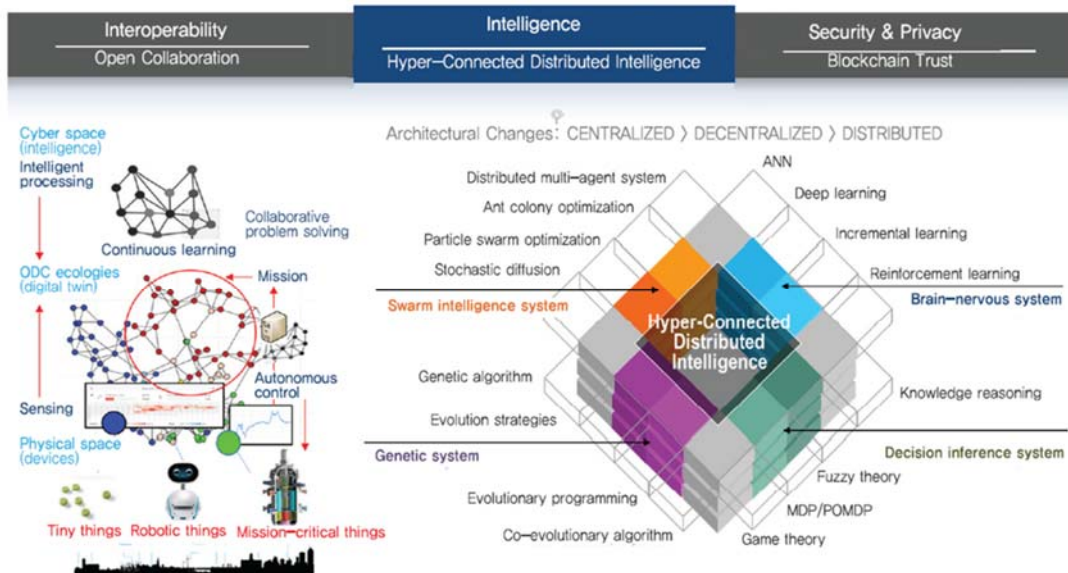 Interoperability
Open Collaboration
Intelligence
Hyper-Connected Distributed Intelligence
Security & Privacy
Blockchain Trust
Cyber space
(intelligence)
Intelligent
processing
Continuous learning
Collaborative
problem solving
ODC ecologies
(digital twin)
Mission
Autonomous
control
Sensing
Physical space
(devices)
Tiny things
Robotic things
Mission-critical things
Architectural Changes: CENTRALIZED > DECENTRALIZED > DISTRIBUTED
Distributed multi-agent system
Ant colony optimization
Particle swarm optimization
Stochastic diffusion
Swarm intelligence system
ANN
Deep learning
Incremental learning
Reinforcement learning
Brain-nervous system
Hyper-Connected
Distributed
Intelligence
Genetic algorithm
Evolution strategies
Genetic system
Evolutionary programming
Co-evolutionary algorithm
Knowledge reasoning
Decision inference system
Fuzzy theory
MDP/POMDP
Game theory